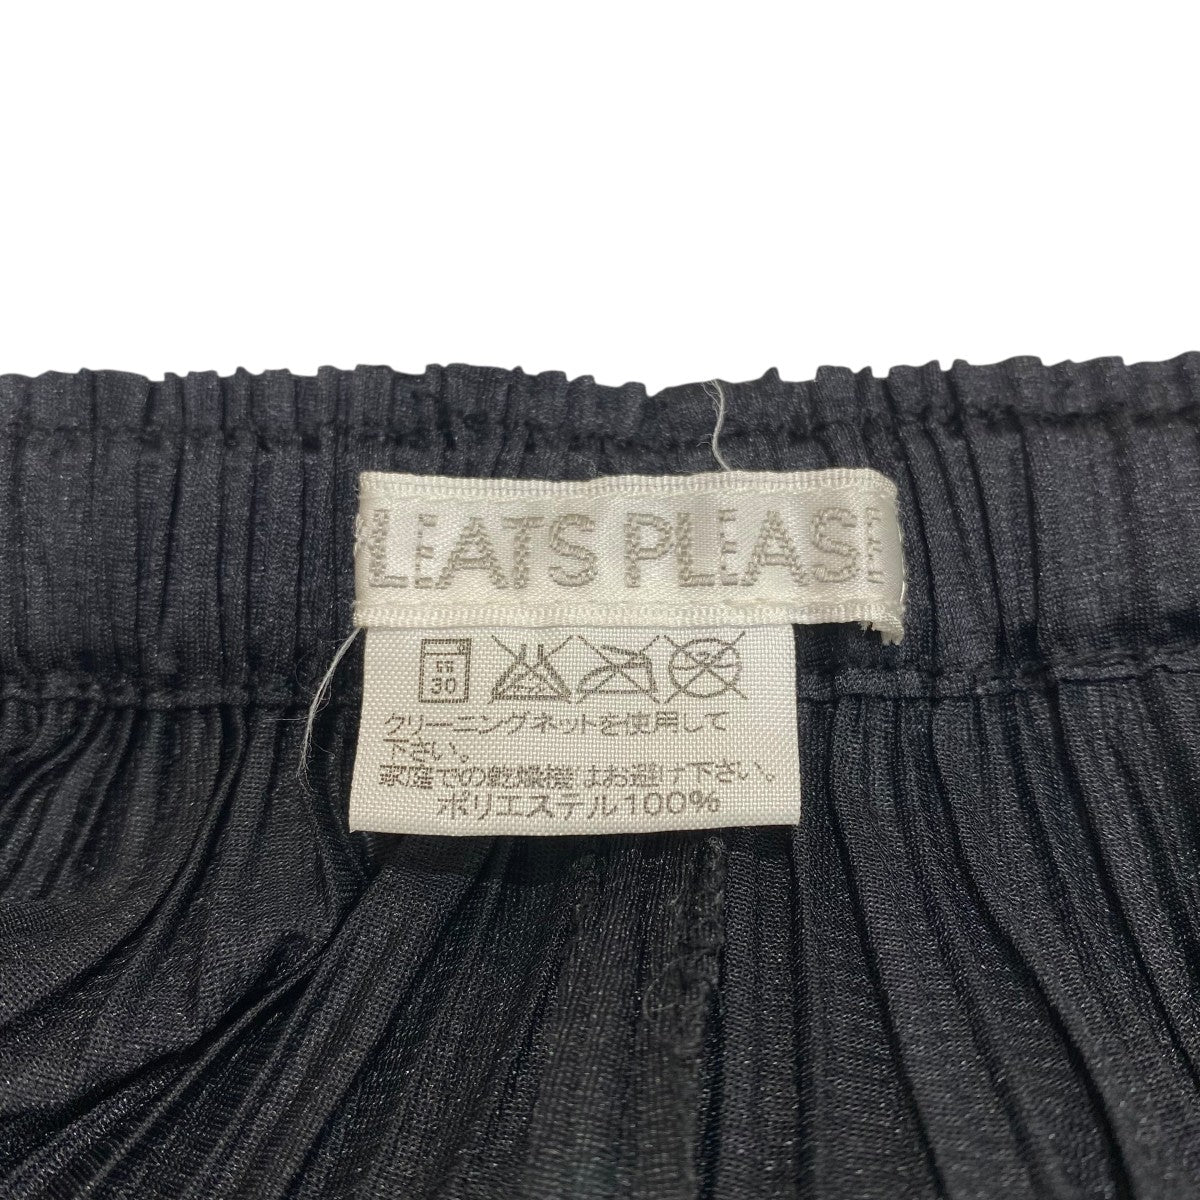 PLEATS PLEASE
弱
30
クリーニングネットを使用して
下さい。
家庭での乾燥機はお避け下さい。
ポリエステル100%